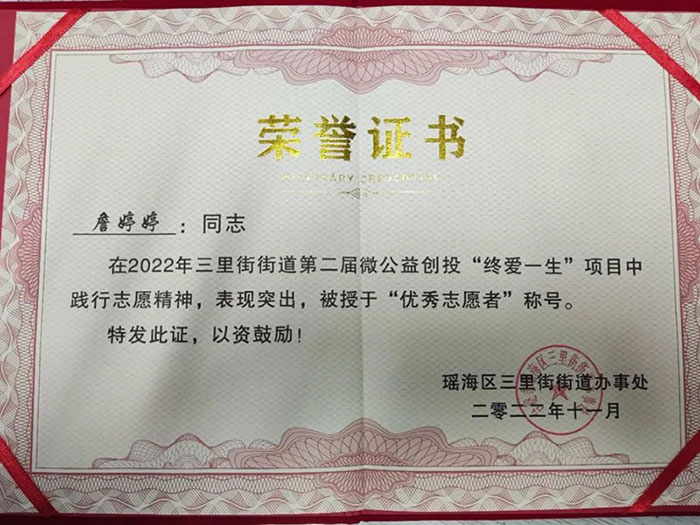 荣誉证书
HONORARY CREDENTIAL
詹婷婷：同志
在2022年三里街街道第二届微公益创投“终爱一生”项目中
践行志愿精神，表现突出，被授于“优秀志愿者”称号。
特发此证，以资鼓励！
瑶海区三里街街道办事处
二零二二年十一月